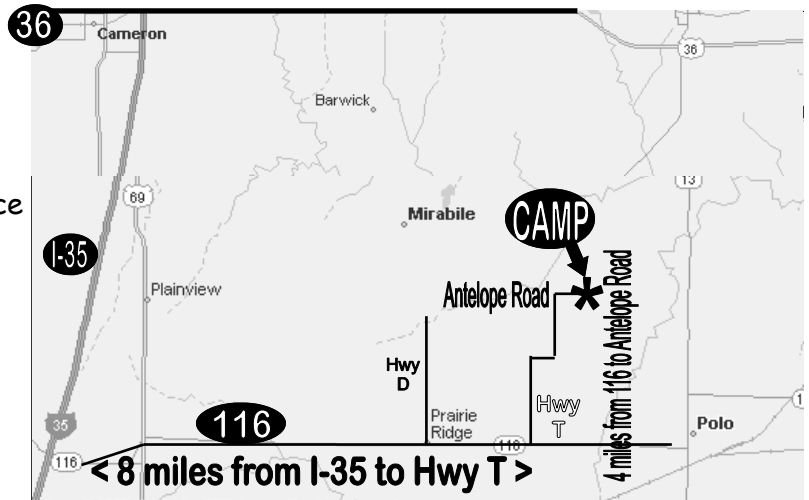 36
Cameron
36
Barwick
13
ce
69
Mirabile
CAMP
I-35
Plainview
Antelope Road
4 miles from 116 to Antelope Road
Hwy
D
Hwy
T
Prairie
Ridge
116
35
116
Polo
116
< 8 miles from I-35 to Hwy T >